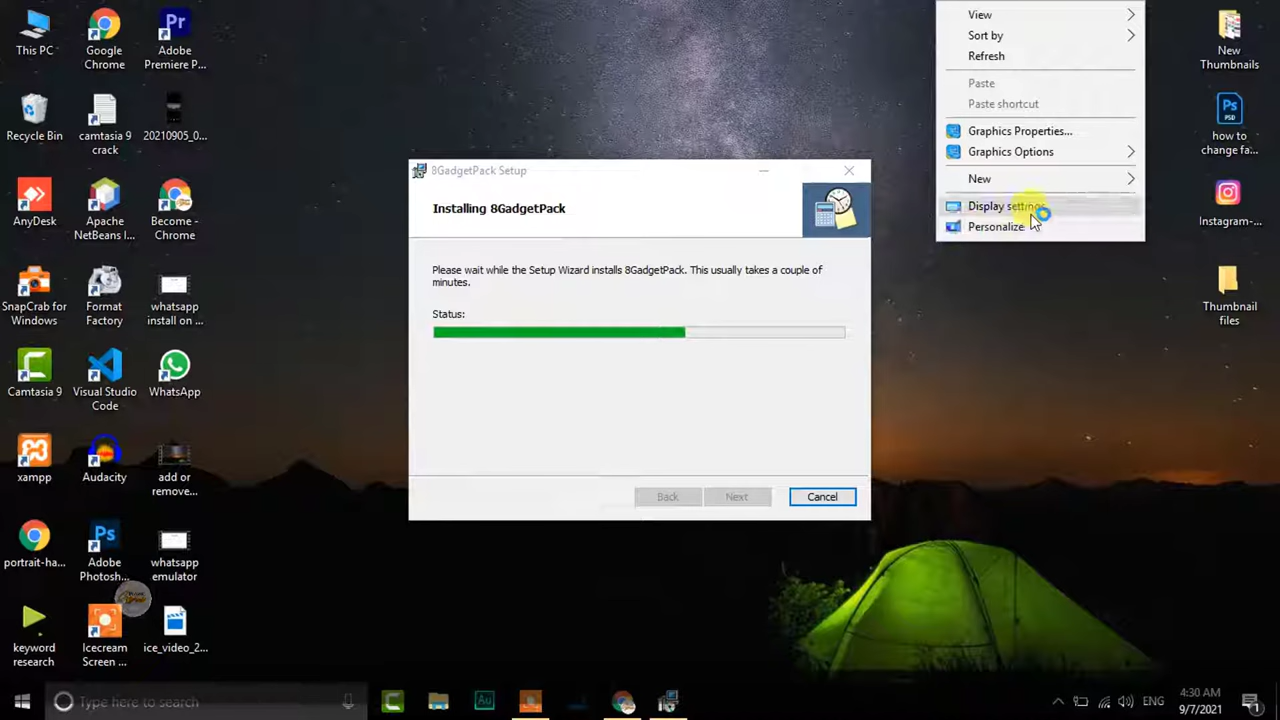 This PC
Google
Chrome
Adobe
Premiere P...
Recycle Bin
camtasia 9
crack
20210905_0...
AnyDesk
Apache
NetBeans I...
Become -
Chrome
SnapCrab for
Windows
Format
Factory
whatsapp
install on ...
Camtasia 9
Visual Studio
Code
WhatsApp
xampp
Audacity
add or
remove...
portrait-ha...
Adobe
Photosh...
whatsapp
emulator
keyword
research
Icecream
Screen ...
ice_video_2...
8GadgetPack Setup
Installing 8GadgetPack
Please wait while the Setup Wizard installs 8GadgetPack. This usually takes a couple of
minutes.
Status:
Back
Next
Cancel
View
Sort by
Refresh
Paste
Paste shortcut
Graphics Properties...
Graphics Options
New
Display settings
Personalize
New
Thumbnails
how to
change fa...
Instagram-...
Thumbnail
files
Type here to search
ENG
4:30 AM
9/7/2021